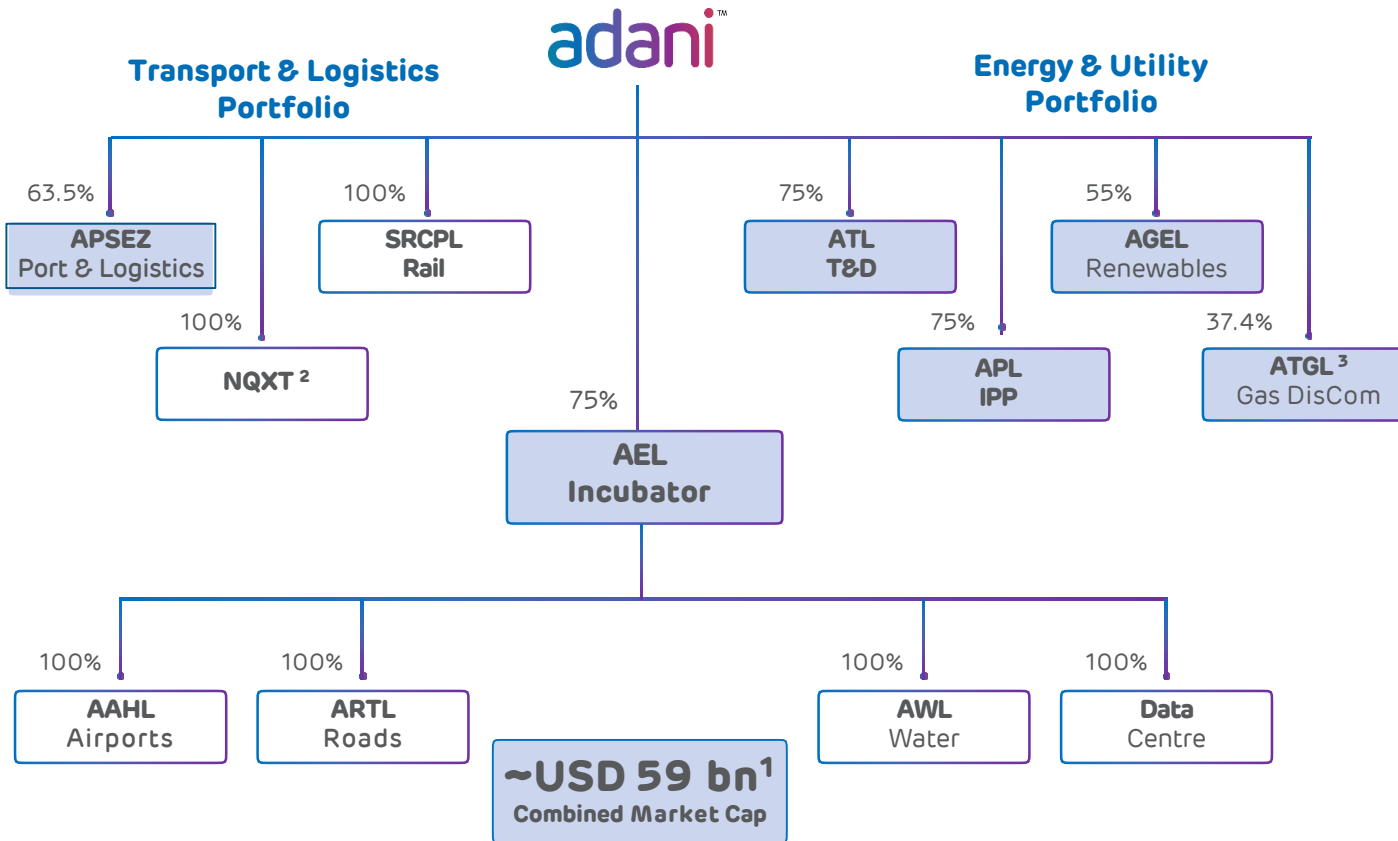 adani™
Transport & Logistics
Portfolio
Energy & Utility
Portfolio
63.5%
APSEZ
Port & Logistics
100%
SRCPL
Rail
75%
ATL
T&D
55%
AGEL
Renewables
100%
NQXT ²
75%
APL
IPP
37.4%
ATGL ³
Gas DisCom
75%
AEL
Incubator
100%
AAHL
Airports
100%
ARTL
Roads
100%
AWL
Water
100%
Data
Centre
~USD 59 bn¹
Combined Market Cap